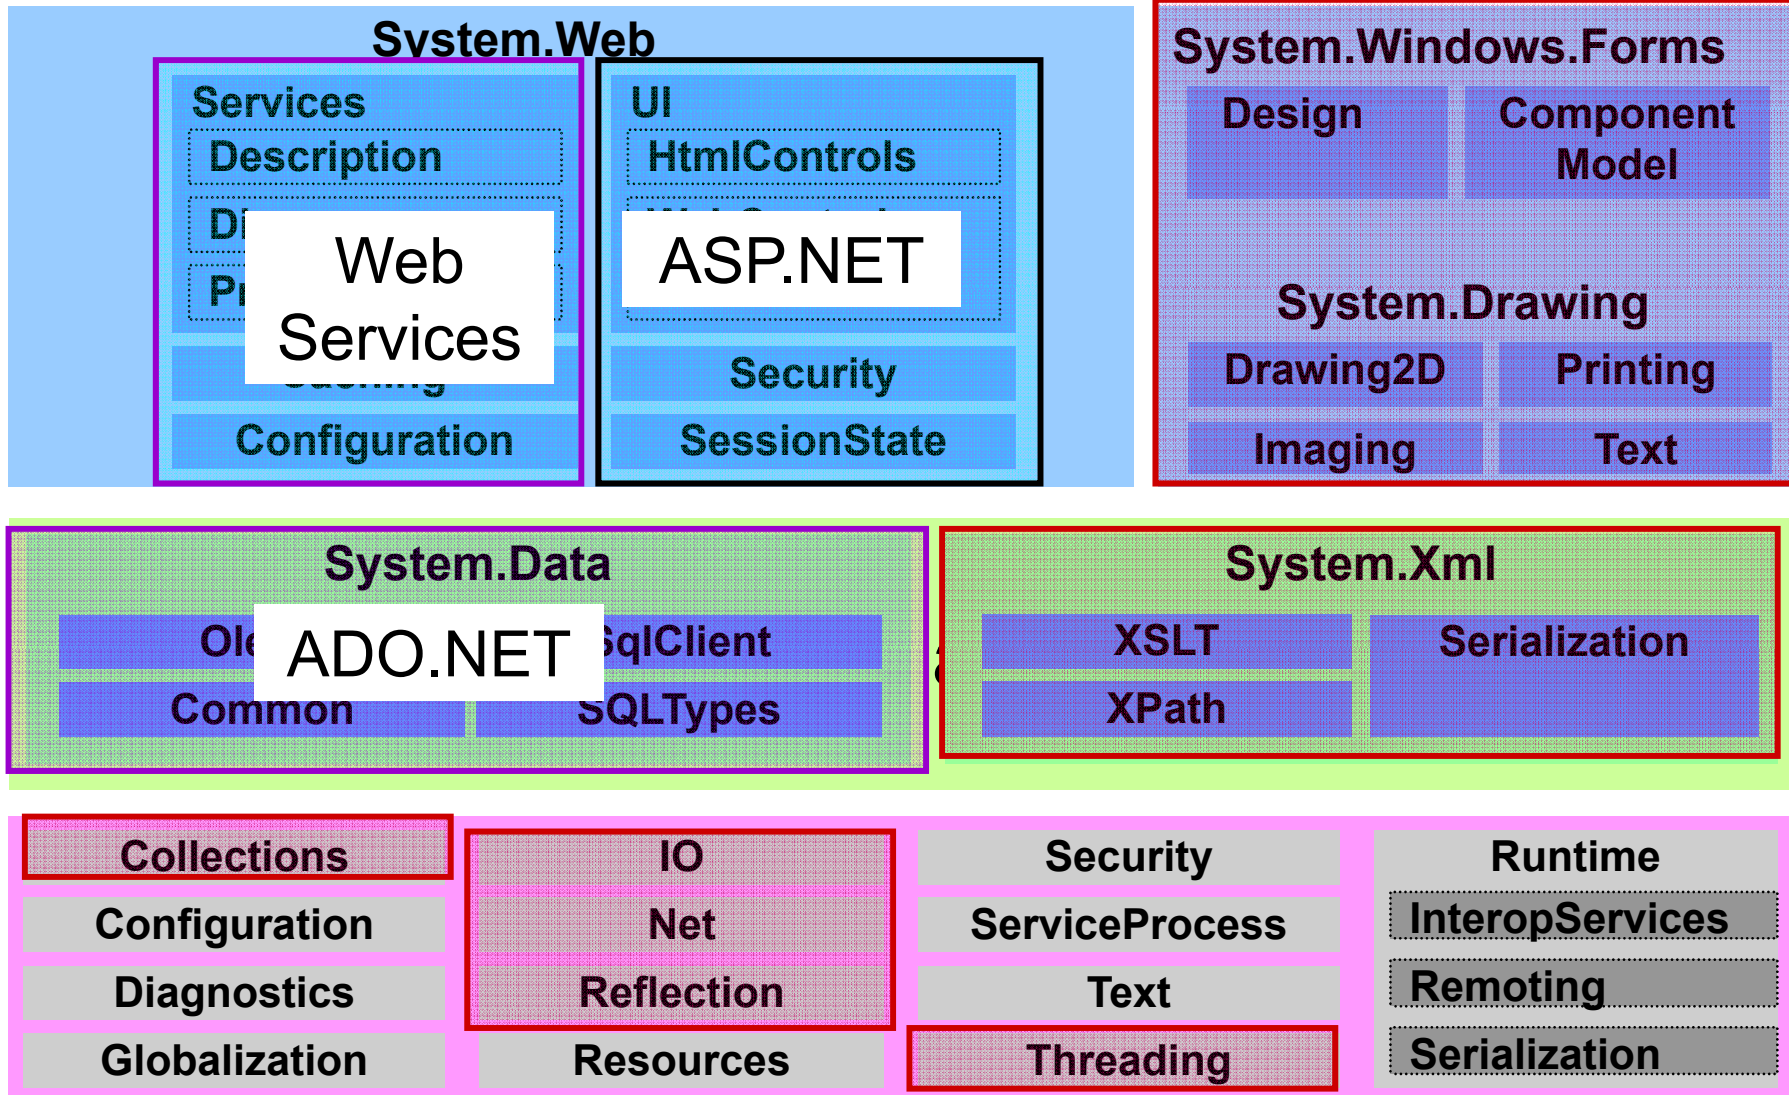 System.Web
Services
Description
Web
Services
Configuration
UI
HtmlControls
ASP.NET
Security
SessionState
System.Windows.Forms
Design
Component
Model
System.Drawing
Drawing2D
Printing
Imaging
Text
System.Data
ADO.NET
SqlClient
Common
SQLTypes
System.Xml
XSLT
Serialization
XPath
Collections
IO
Security
Runtime
Configuration
Net
ServiceProcess
InteropServices
Diagnostics
Reflection
Text
Remoting
Globalization
Resources
Threading
Serialization